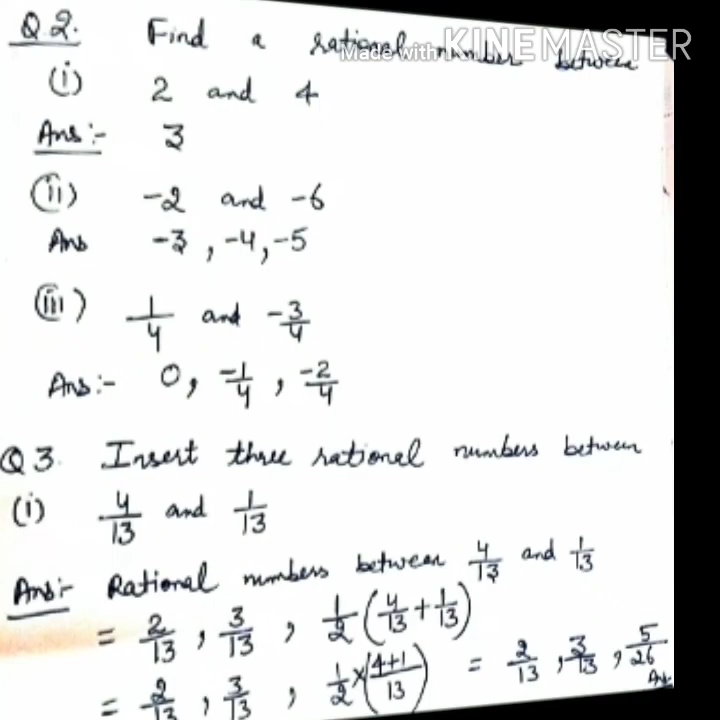 Q.2. Find a rational number between
Made with KINEMASTER
(i) 2 and 4
Ans:- 3
(ii) -2 and -6
Ans -3, -4, -5
(iii) 1/4 and -3/4
Ans:- 0, -1/4, -2/4
Q3. Insert three rational numbers between
(i) 4/13 and 1/13
Ans:- Rational numbers between 4/13 and 1/13
= 2/13, 3/13, 1/2(4/13+1/13)
= 2/13, 3/13, 1/2×(4+1/13) = 2/13, 3/13, 5/26 Ans